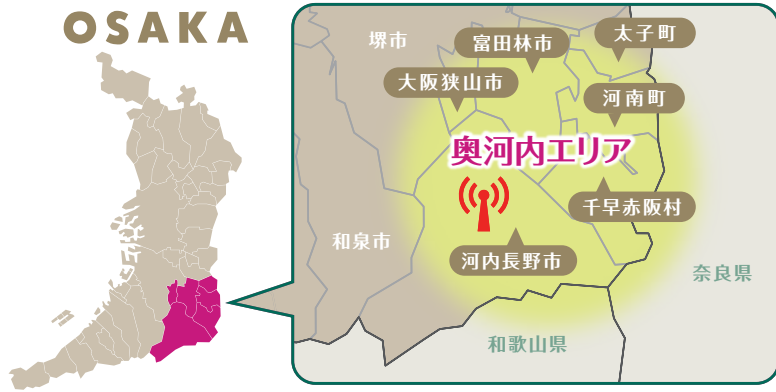 OSAKA
堺市
富田林市
太子町
大阪狭山市
河南町
奥河内エリア
千早赤阪村
和泉市
河内長野市
奈良県
和歌山県